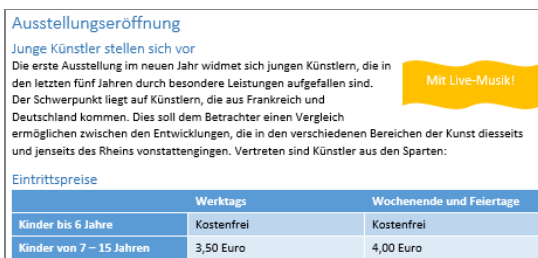 Ausstellungseröffnung
Junge Künstler stellen sich vor
Die erste Ausstellung im neuen Jahr widmet sich jungen Künstlern, die in
den letzten fünf Jahren durch besondere Leistungen aufgefallen sind.
Der Schwerpunkt liegt auf Künstlern, die aus Frankreich und
Deutschland kommen. Dies soll dem Betrachter einen Vergleich
ermöglichen zwischen den Entwicklungen, die in den verschiedenen Bereichen der Kunst diesseits
und jenseits des Rheins vonstattengingen. Vertreten sind Künstler aus den Sparten:
Mit Live-Musik!
Eintrittspreise
Werktags Wochenende und Feiertage
Kinder bis 6 Jahre Kostenfrei Kostenfrei
Kinder von 7 – 15 Jahren 3,50 Euro 4,00 Euro